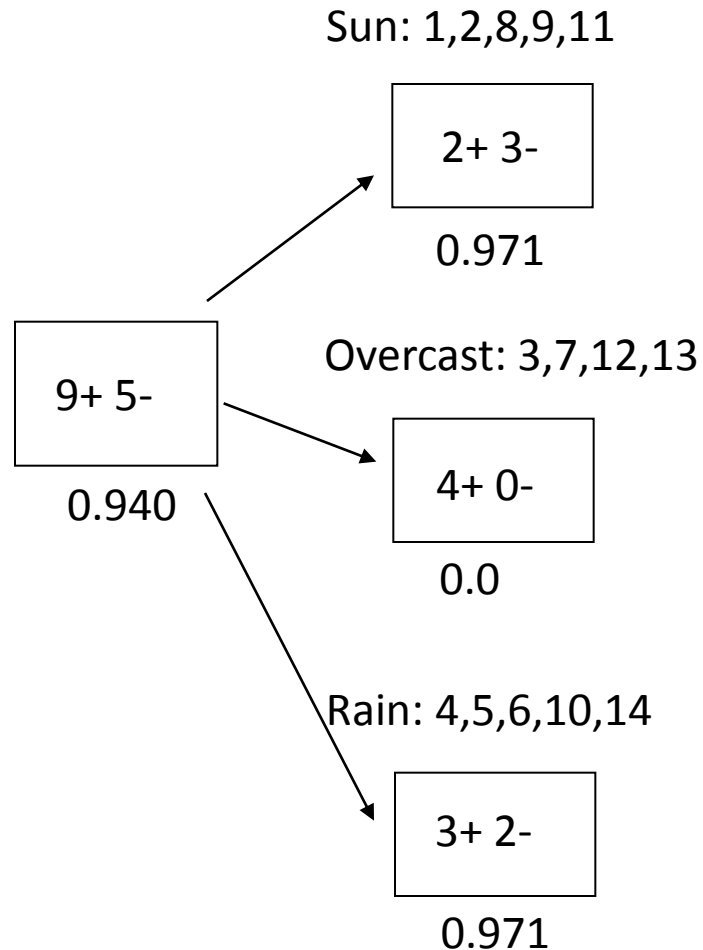 Sun: 1,2,8,9,11
2+ 3-
0.971
Overcast: 3,7,12,13
9+ 5-
0.940
4+ 0-
0.0
Rain: 4,5,6,10,14
3+ 2-
0.971